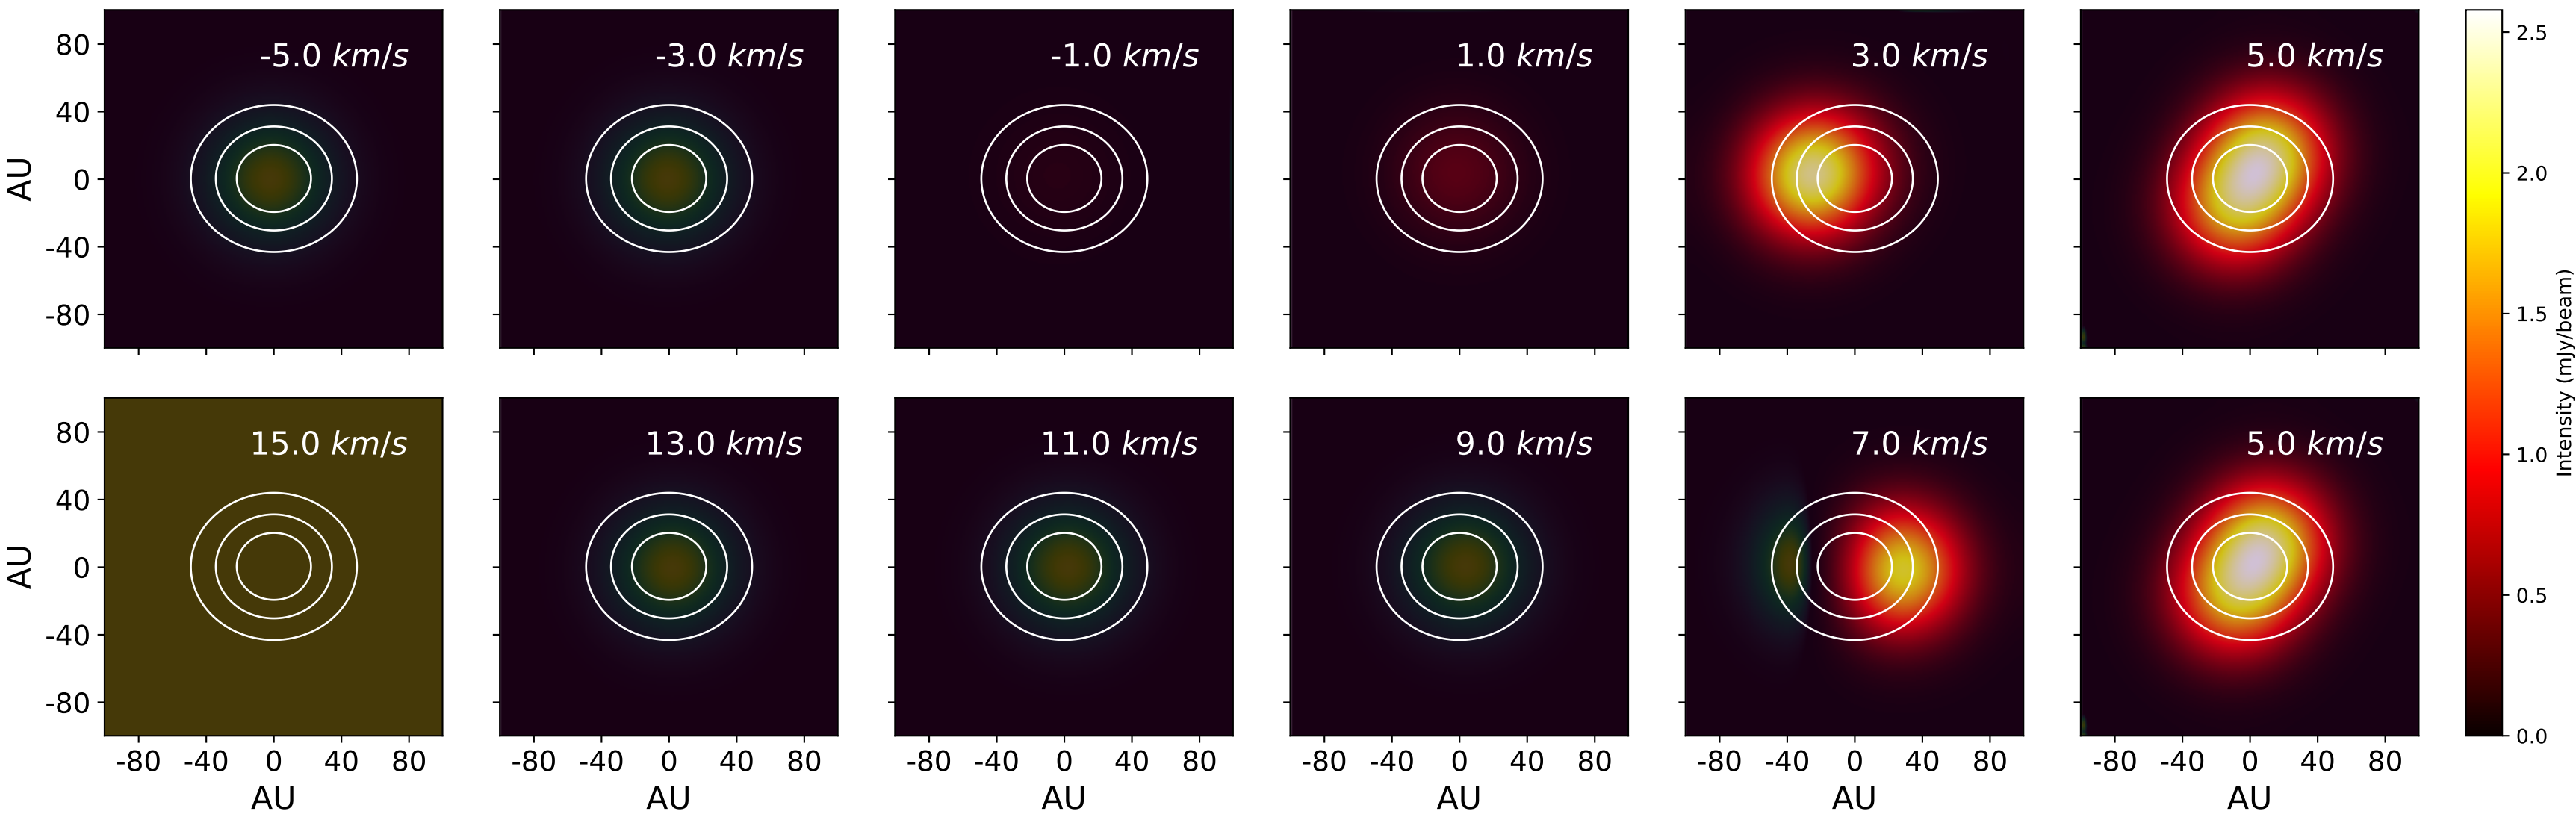 -5.0 km/s
-3.0 km/s
-1.0 km/s
1.0 km/s
3.0 km/s
5.0 km/s
80
40
0
-40
-80
AU
15.0 km/s
13.0 km/s
11.0 km/s
9.0 km/s
7.0 km/s
5.0 km/s
80
40
0
-40
-80
AU
-80 -40 0 40 80
-80 -40 0 40 80
-80 -40 0 40 80
-80 -40 0 40 80
-80 -40 0 40 80
-80 -40 0 40 80
AU
AU
AU
AU
AU
AU
2.5
2.0
1.5
1.0
0.5
0.0
Intensity (mJy/beam)